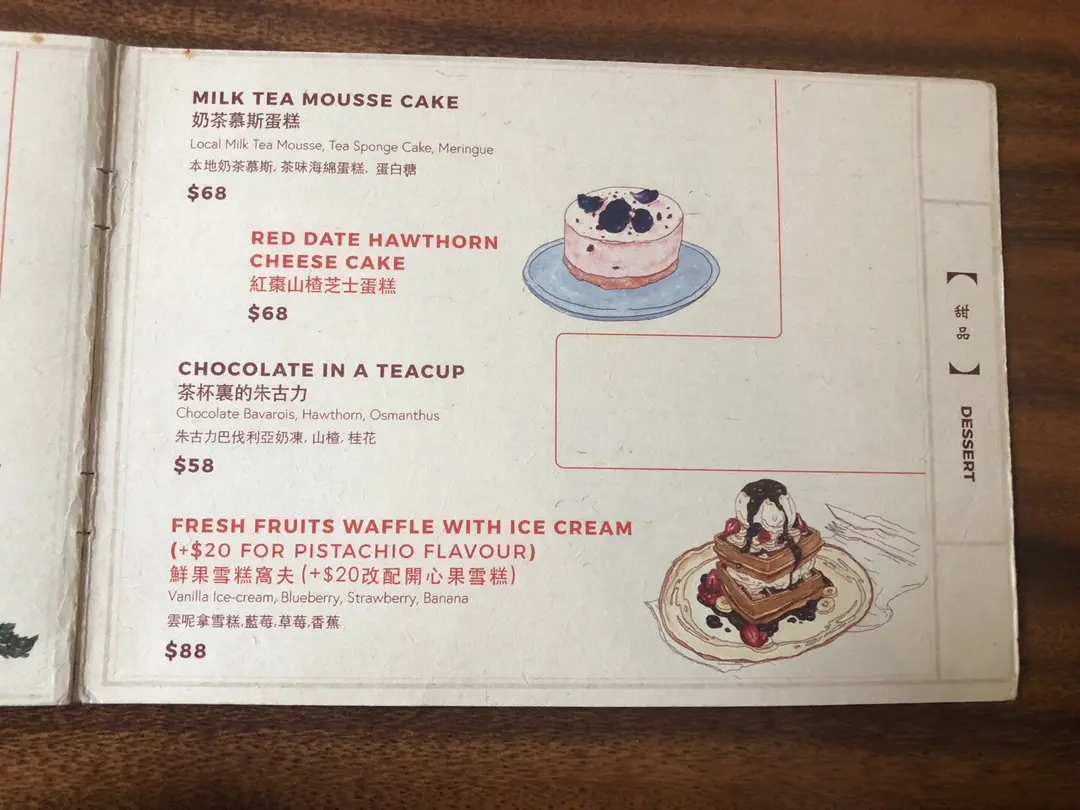 MILK TEA MOUSSE CAKE
奶茶慕斯蛋糕
Local Milk Tea Mousse, Tea Sponge Cake, Meringue
本地奶茶慕斯, 茶味海綿蛋糕, 蛋白糖
$68
RED DATE HAWTHORN
CHEESE CAKE
紅棗山楂芝士蛋糕
$68
CHOCOLATE IN A TEACUP
茶杯裏的朱古力
Chocolate Bavarois, Hawthorn, Osmanthus
朱古力巴伐利亞奶凍, 山楂, 桂花
$58
FRESH FRUITS WAFFLE WITH ICE CREAM
(+$20 FOR PISTACHIO FLAVOUR)
鮮果雪糕窩夫 (+$20改配開心果雪糕)
Vanilla Ice-cream, Blueberry, Strawberry, Banana
雲呢拿雪糕,藍莓,草莓,香蕉
$88
【甜品】
DESSERT